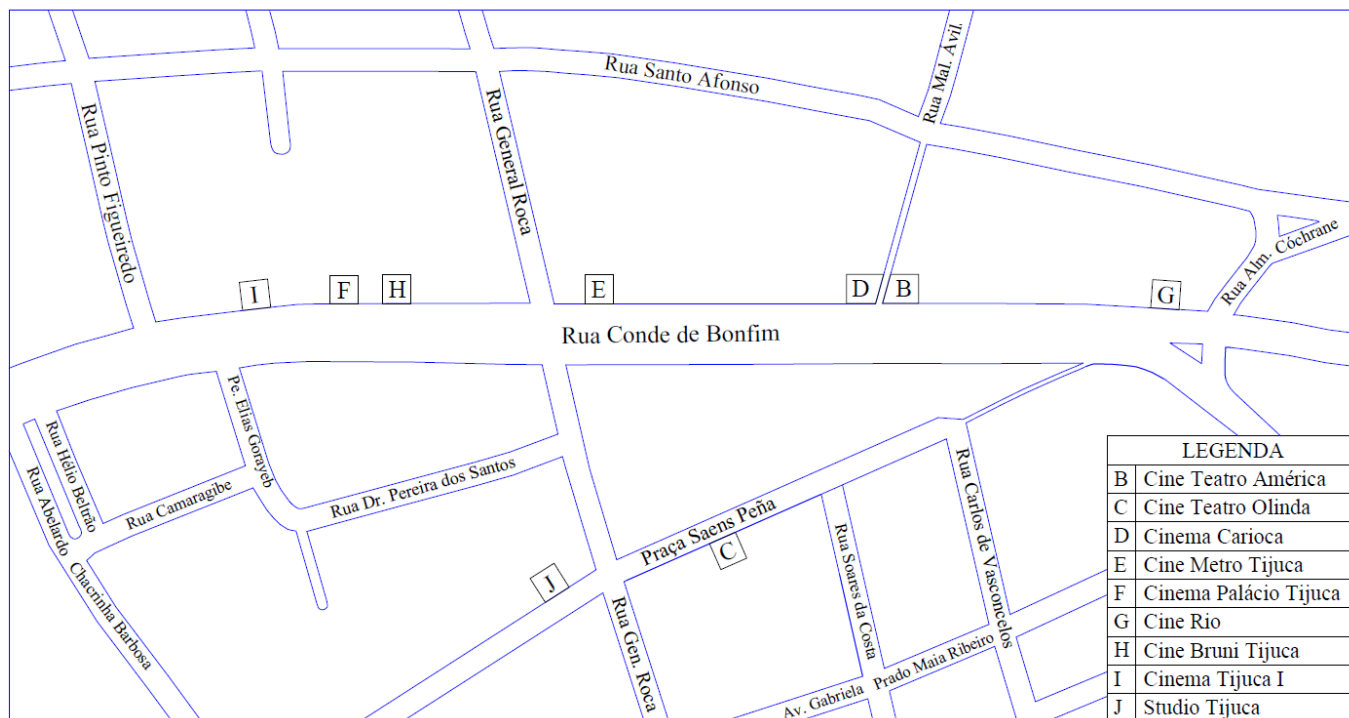 Rua Santo Afonso
Rua Mal. Avil.
Rua Pinto Figueiredo
Rua General Roca
Rua Alm. Cóchrane
I
F
H
E
D
B
G
Rua Conde de Bonfim
Pe. Elias Gorayeb
Rua Hélio Beltrão
Rua Abelardo Chacrinha Barbosa
Rua Camaragibe
Rua Dr. Pereira dos Santos
Praça Saens Peña
C
J
Rua Gen. Roca
Rua Soares da Costa
Rua Carlos de Vasconcelos
Av. Gabriela Prado Maia Ribeiro
LEGENDA
B Cine Teatro América
C Cine Teatro Olinda
D Cinema Carioca
E Cine Metro Tijuca
F Cinema Palácio Tijuca
G Cine Rio
H Cine Bruni Tijuca
I Cinema Tijuca I
J Studio Tijuca